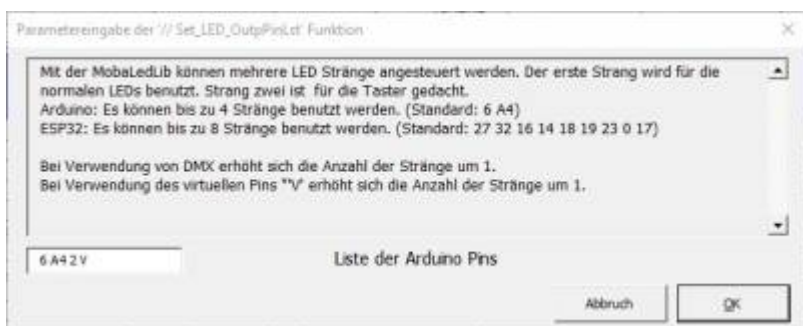 Parametereingabe der '// Set_LED_OutpPinLst' Funktion
Mit der MobaLedLib können mehrere LED Stränge angesteuert werden. Der erste Strang wird für die
normalen LEDs benutzt. Strang zwei ist für die Taster gedacht.
Arduino: Es können bis zu 4 Stränge benutzt werden. (Standard: 6 A4)
ESP32: Es können bis zu 8 Stränge benutzt werden. (Standard: 27 32 16 14 18 19 23 0 17)
Bei Verwendung von DMX erhöht sich die Anzahl der Stränge um 1.
Bei Verwendung des virtuellen Pins "'V' erhöht sich die Anzahl der Stränge um 1.
6 A4 2 V
Liste der Arduino Pins
Abbruch
OK